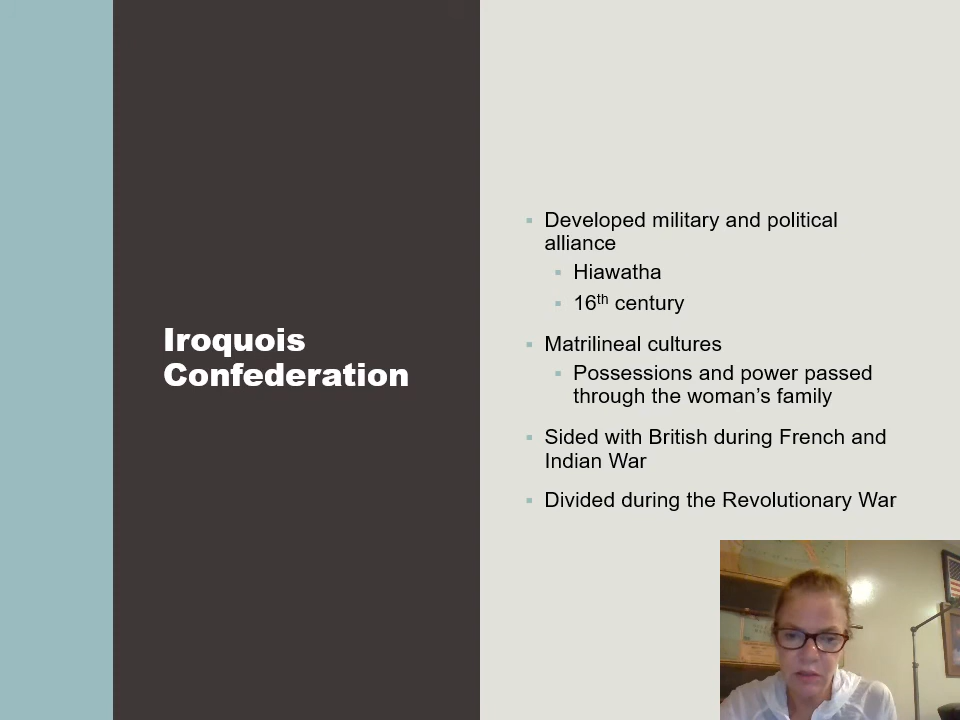 Iroquois
Confederation
Developed military and political
alliance
Hiawatha
16th century
Matrilineal cultures
Possessions and power passed
through the woman’s family
Sided with British during French and
Indian War
Divided during the Revolutionary War